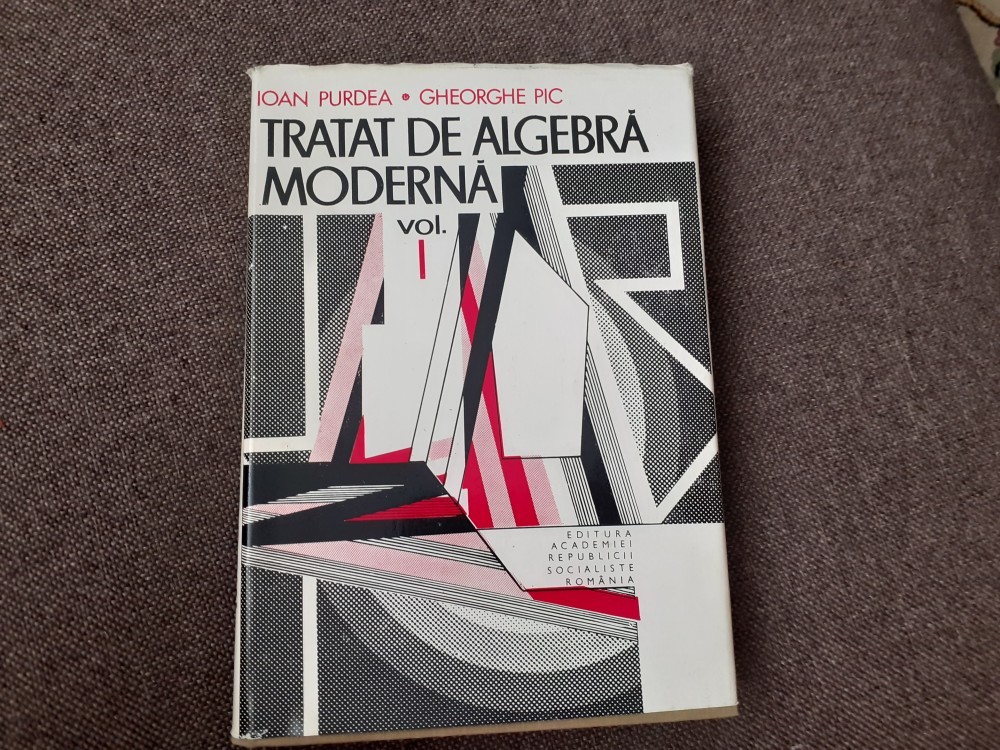 IOAN PURDEA • GHEORGHE PIC
TRATAT DE ALGEBRĂ
MODERNĂ
vol.
I
EDITURA
ACADEMIEI
REPUBLICII
SOCIALISTE
ROMÂNIA